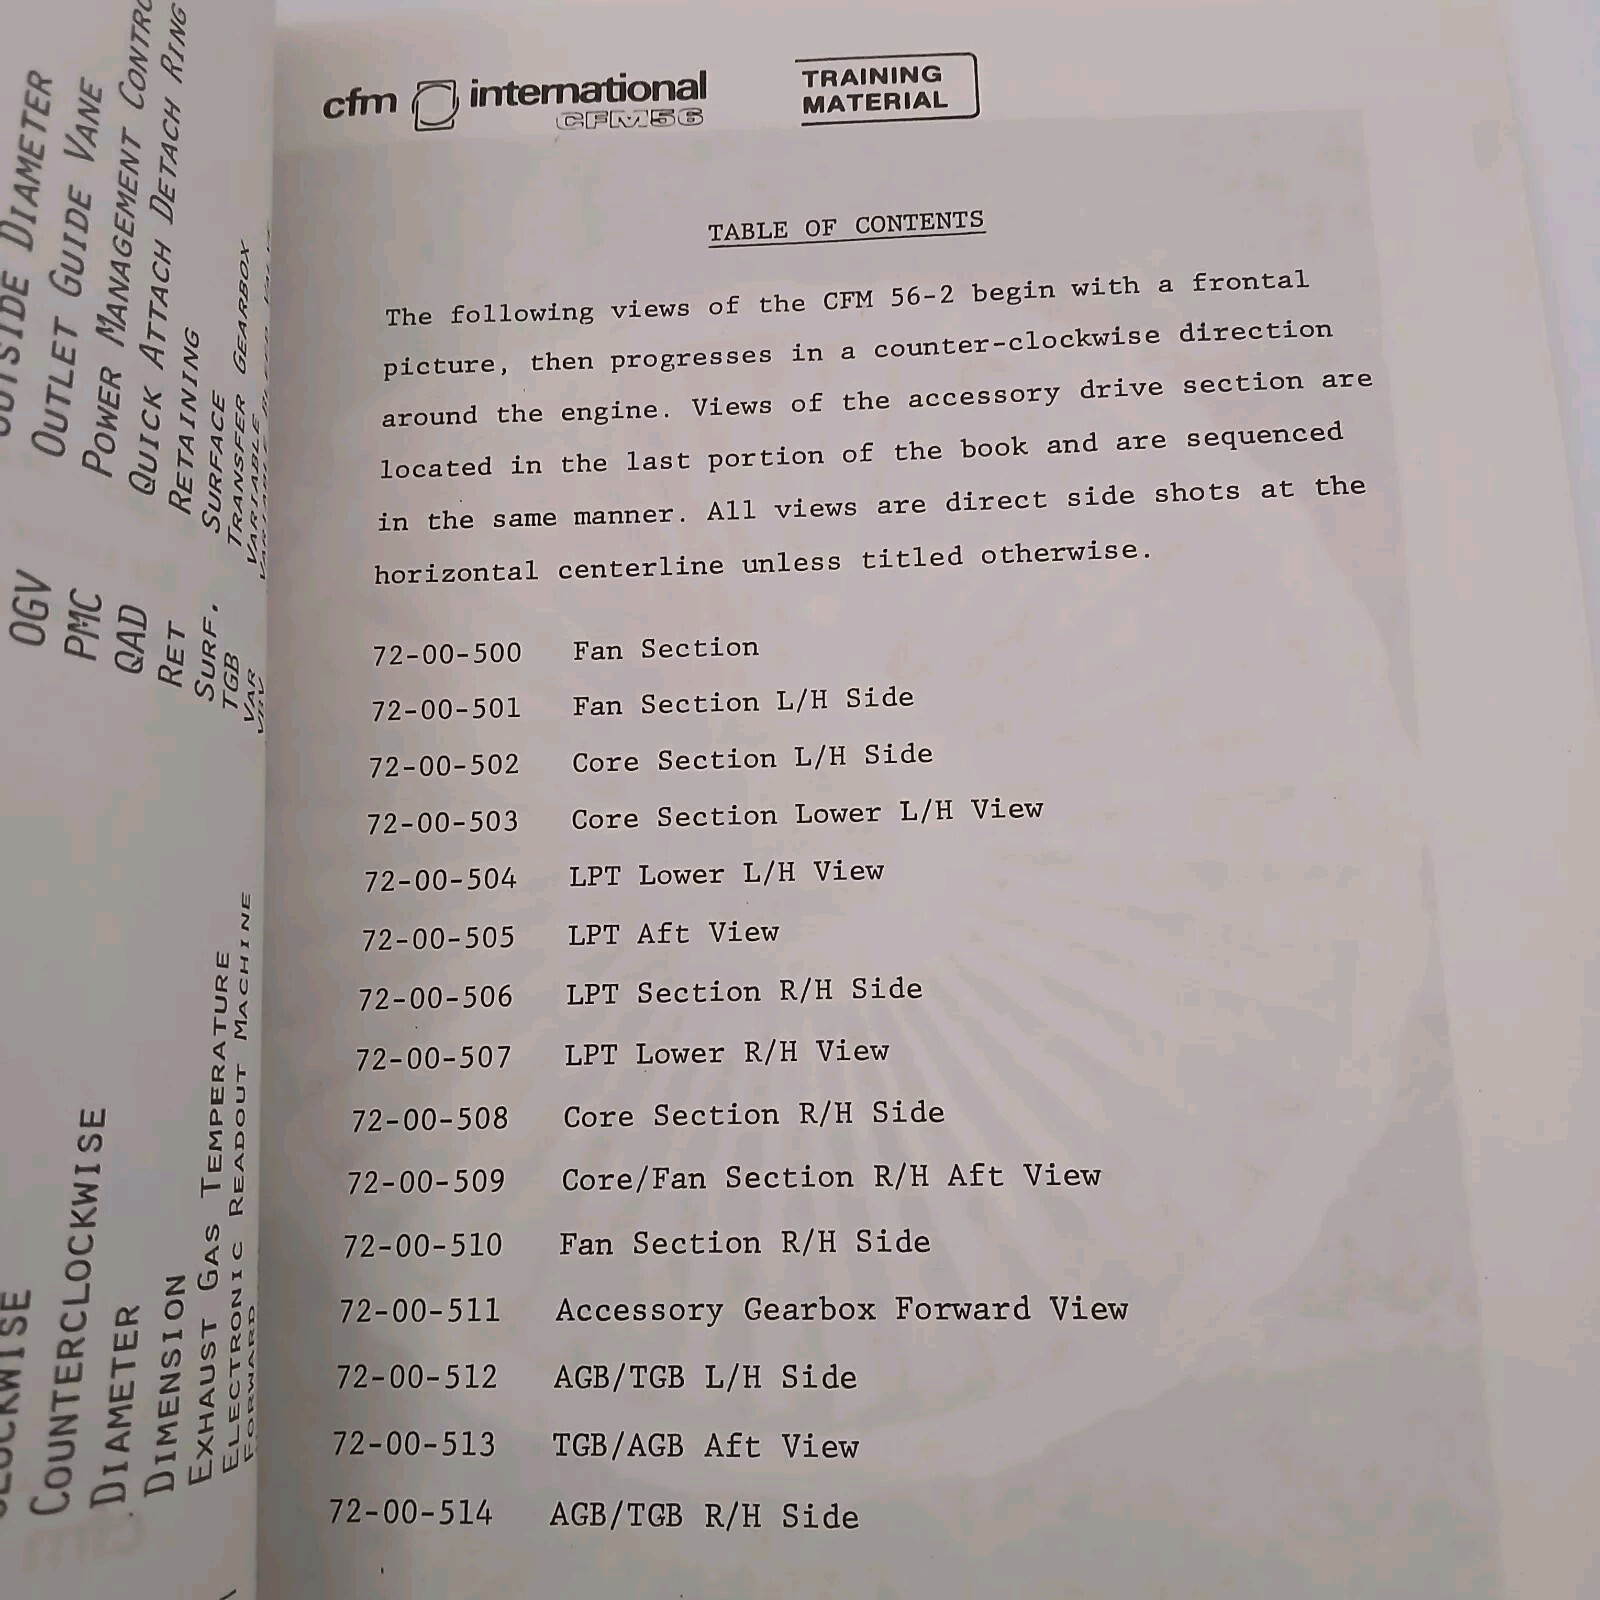 cfm international
CFM56
TRAINING
MATERIAL
TABLE OF CONTENTS
The following views of the CFM 56-2 begin with a frontal
picture, then progresses in a counter-clockwise direction
around the engine. Views of the accessory drive section are
located in the last portion of the book and are sequenced
in the same manner. All views are direct side shots at the
horizontal centerline unless titled otherwise.
72-00-500 Fan Section
72-00-501 Fan Section L/H Side
72-00-502 Core Section L/H Side
72-00-503 Core Section Lower L/H View
72-00-504 LPT Lower L/H View
72-00-505 LPT Aft View
72-00-506 LPT Section R/H Side
72-00-507 LPT Lower R/H View
72-00-508 Core Section R/H Side
72-00-509 Core/Fan Section R/H Aft View
72-00-510 Fan Section R/H Side
72-00-511 Accessory Gearbox Forward View
72-00-512 AGB/TGB L/H Side
72-00-513 TGB/AGB Aft View
72-00-514 AGB/TGB R/H Side
OUTSIDE DIAMETER
OGV OUTLET GUIDE VANE
PMC POWER MANAGEMENT
QAD QUICK ATTACH DETACH RING
RET RETAINING
SURF. SURFACE
TGB TRANSFER GEARBOX
VAR VARIABLE
COUNTERCLOCKWISE
DIAMETER
DIMENSION
EXHAUST GAS TEMPERATURE
ELECTRONIC READOUT MACHINE
FORWARD